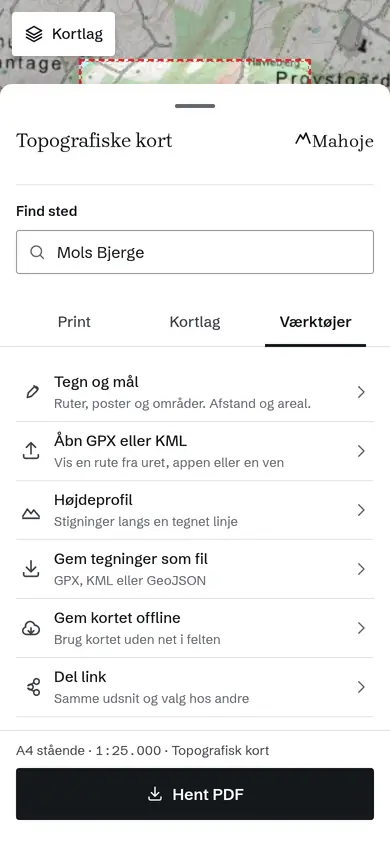 Kortlag
Havreberg
antage
Provstgård
Topografiske kort
Mahoje
Find sted
Mols Bjerge
Print
Kortlag
Værktøjer
Tegn og mål
Ruter, poster og områder. Afstand og areal.
Åbn GPX eller KML
Vis en rute fra uret, appen eller en ven
Højdeprofil
Stigninger langs en tegnet linje
Gem tegninger som fil
GPX, KML eller GeoJSON
Gem kortet offline
Brug kortet uden net i felten
Del link
Samme udsnit og valg hos andre
A4 stående · 1:25.000 · Topografisk kort
Hent PDF